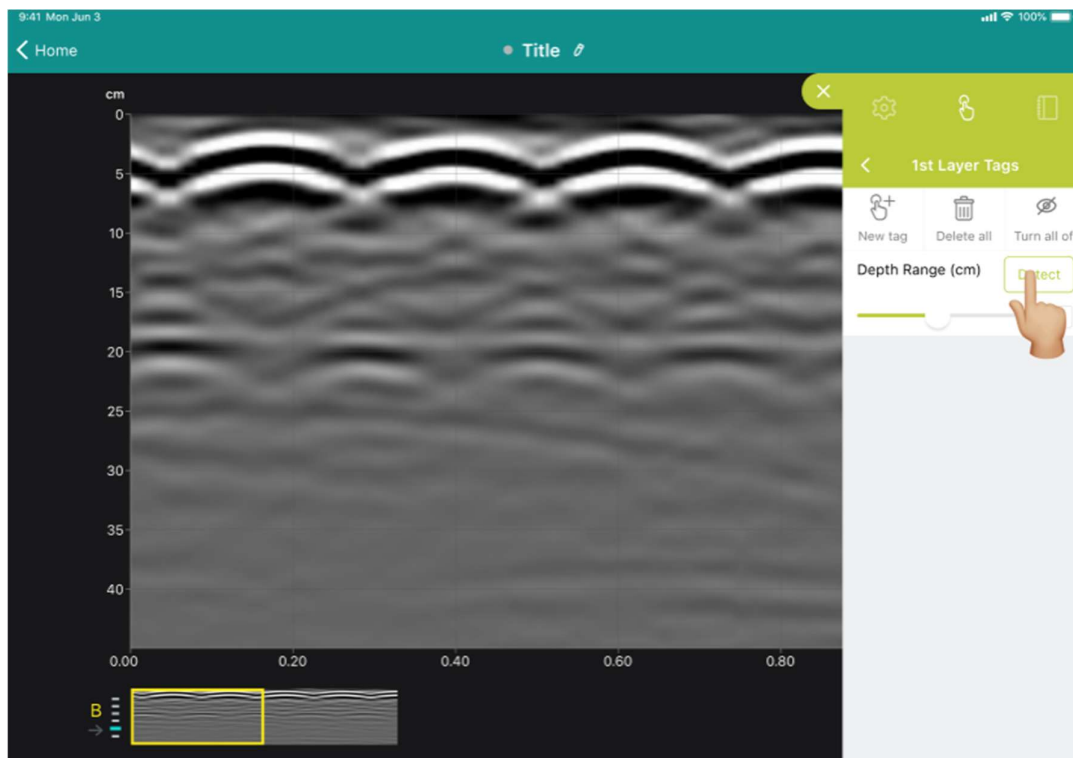 9:41 Mon Jun 3
100%
Home
Title
cm
0
5
10
15
20
25
30
35
40
0.00
0.20
0.40
0.60
0.80
B
1st Layer Tags
New tag
Delete all
Turn all of
Depth Range (cm)